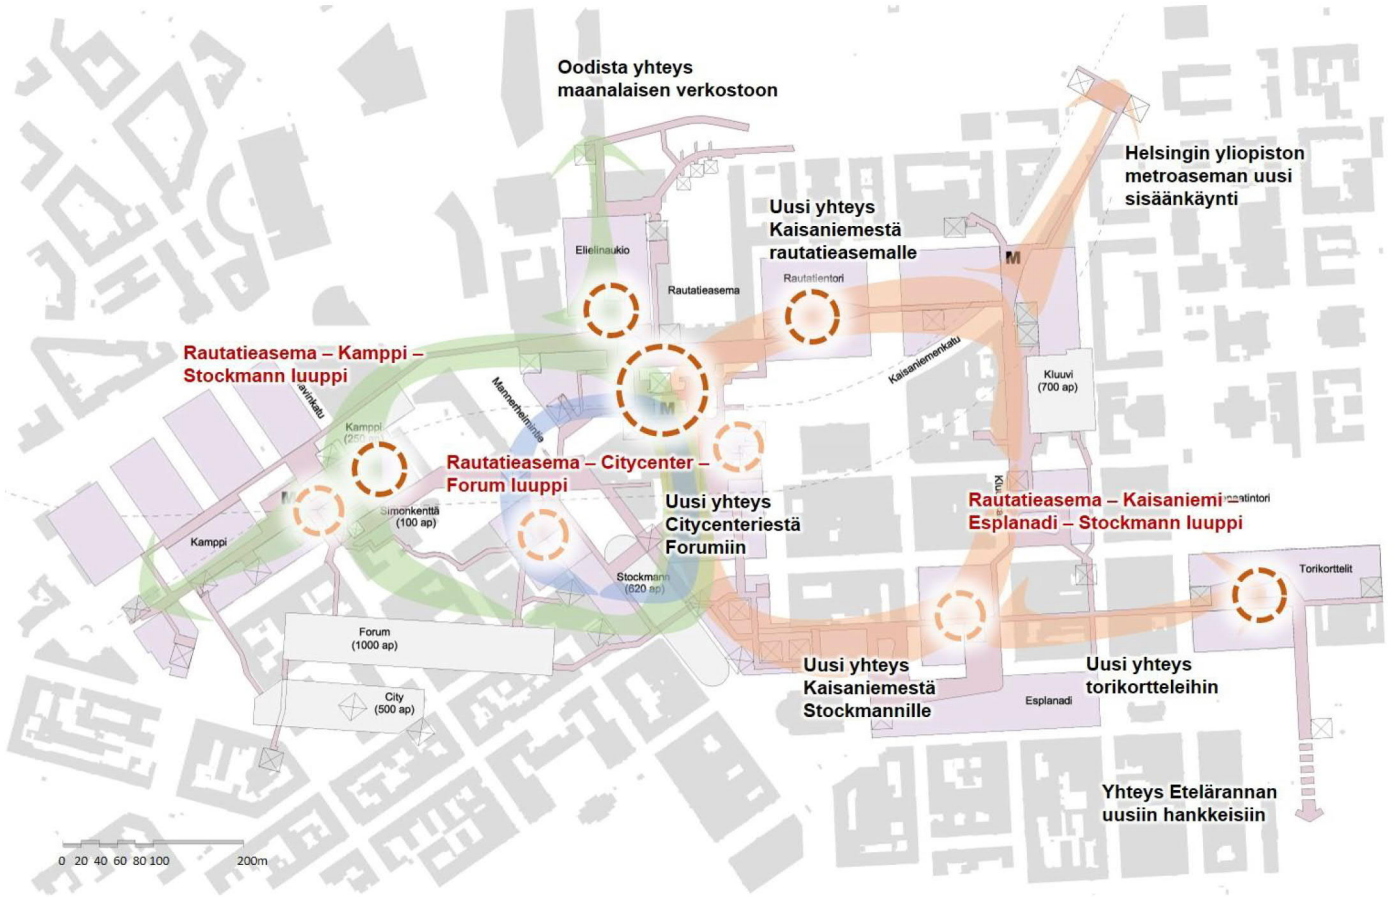 Oodista yhteys
maanalaisen verkostoon
Helsingin yliopiston
metroaseman uusi
sisäänkäynti
Uusi yhteys
Kaisaniemestä
rautatieasemalle
Elielinaukio
Rautatieasema
Rautatientori
M
Rautatieasema – Kamppi –
Stockmann luuppi
Mannerheimintie
Kaisaniemenkatu
Kluuvi
(700 ap)
Kamppi
M
Rautatieasema – Citycenter –
Forum luuppi
M
Simonkenttä
(100 ap)
Uusi yhteys
Citycenteriestä
Forumiin
Rautatieasema – Kaisaniemi –
Esplanadi – Stockmann luuppi
Kamppi
Stockmann
(620 ap)
Torikorttelit
Forum
(1000 ap)
City
(500 ap)
Uusi yhteys
Kaisaniemestä
Stockmannille
Uusi yhteys
torikortteleihin
Esplanadi
Yhteys Etelärannan
uusiin hankkeisiin
0 20 40 60 80 100 200m